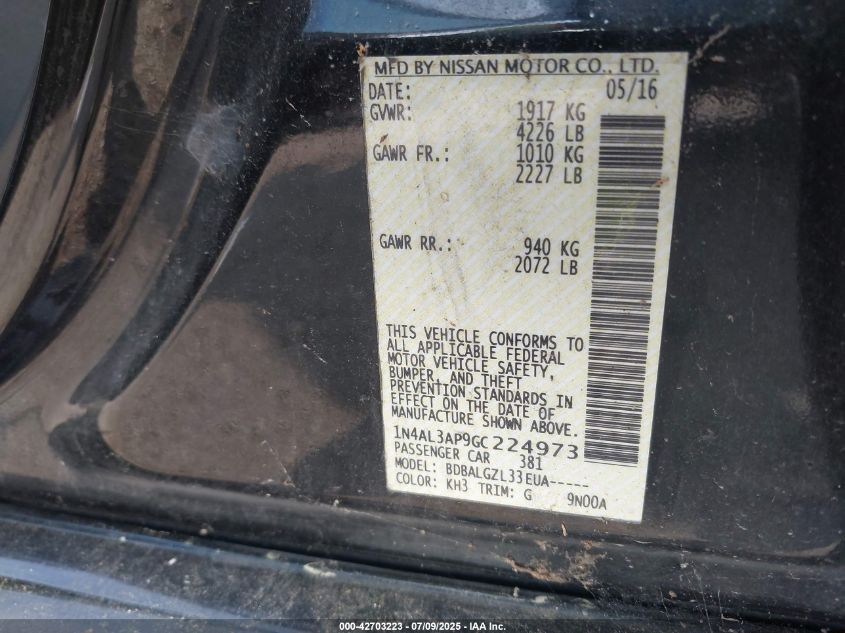 MFD BY NISSAN MOTOR CO., LTD.
DATE: 05/16
GVWR: 1917 KG
4226 LB
GAWR FR.: 1010 KG
2227 LB
GAWR RR.: 940 KG
2072 LB
THIS VEHICLE CONFORMS TO
ALL APPLICABLE FEDERAL
MOTOR VEHICLE SAFETY,
BUMPER, AND THEFT
PREVENTION STANDARDS IN
EFFECT ON THE DATE OF
MANUFACTURE SHOWN ABOVE.
1N4AL3AP9GC224973
PASSENGER CAR 381
MODEL: BDBALGZL33EUA-----
COLOR: KH3 TRIM: G 9N00A
000-42703223 | 07/09/2025 - IAA Inc.